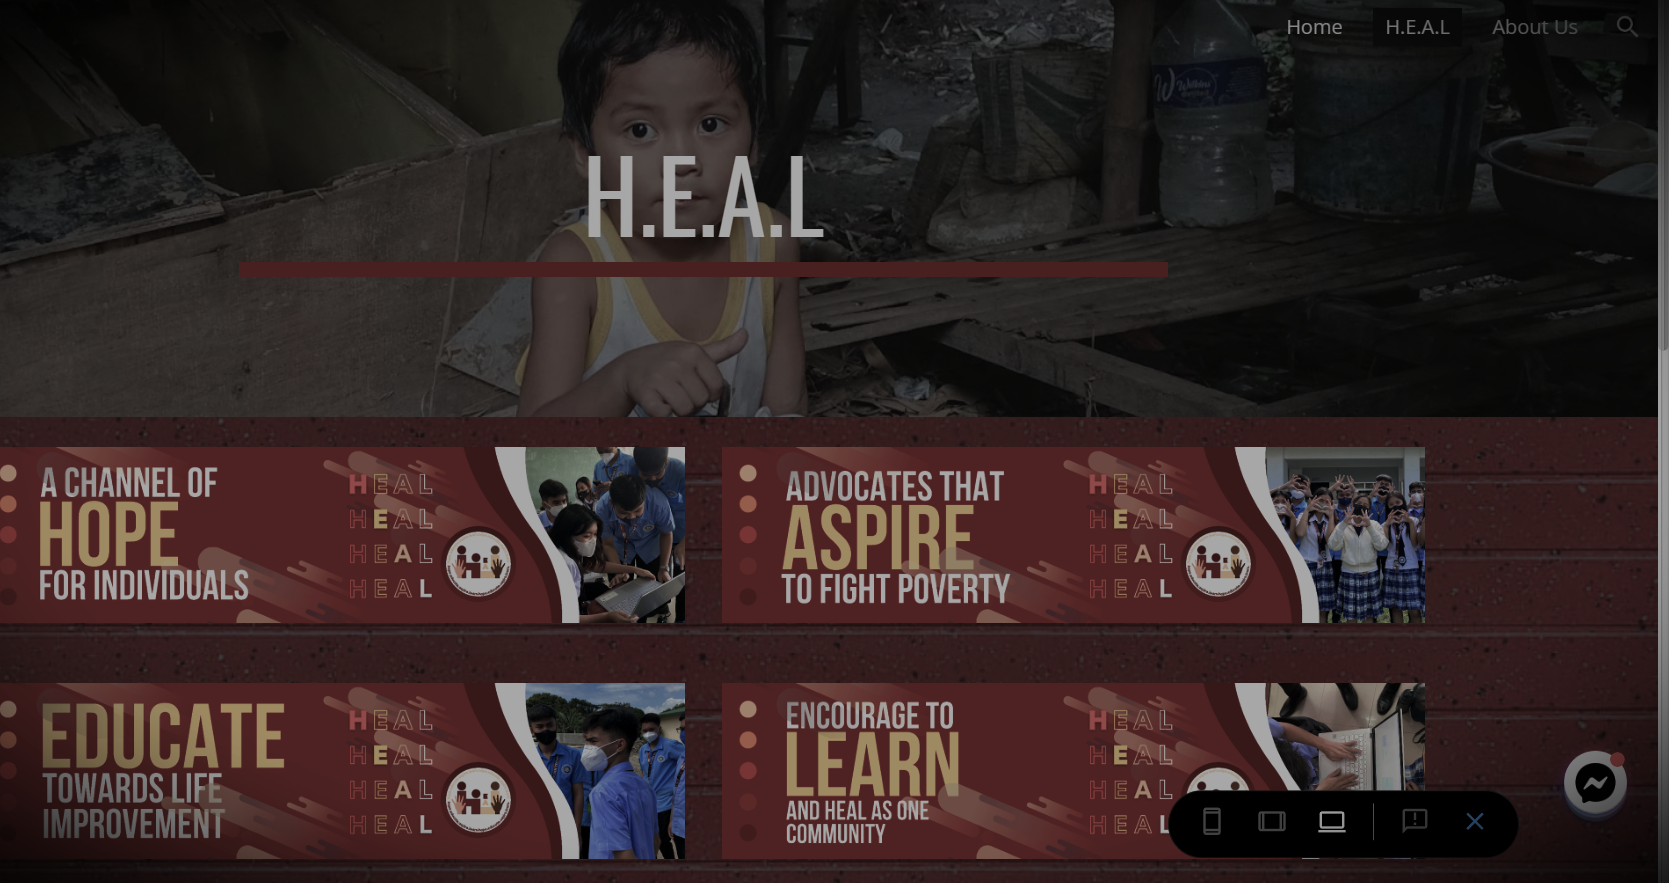 Home
H.E.A.L
About Us
H.E.A.L
A CHANNEL OF
HOPE
FOR INDIVIDUALS
HEAL
HEAL
HEAL
HEAL
ADVOCATES THAT
ASPIRE
TO FIGHT POVERTY
HEAL
HEAL
HEAL
HEAL
EDUCATE
TOWARDS LIFE
IMPROVEMENT
HEAL
HEAL
HEAL
HEAL
ENCOURAGE TO
LEARN
AND HEAL AS ONE
COMMUNITY
HEAL
HEAL
HEAL
HEAL